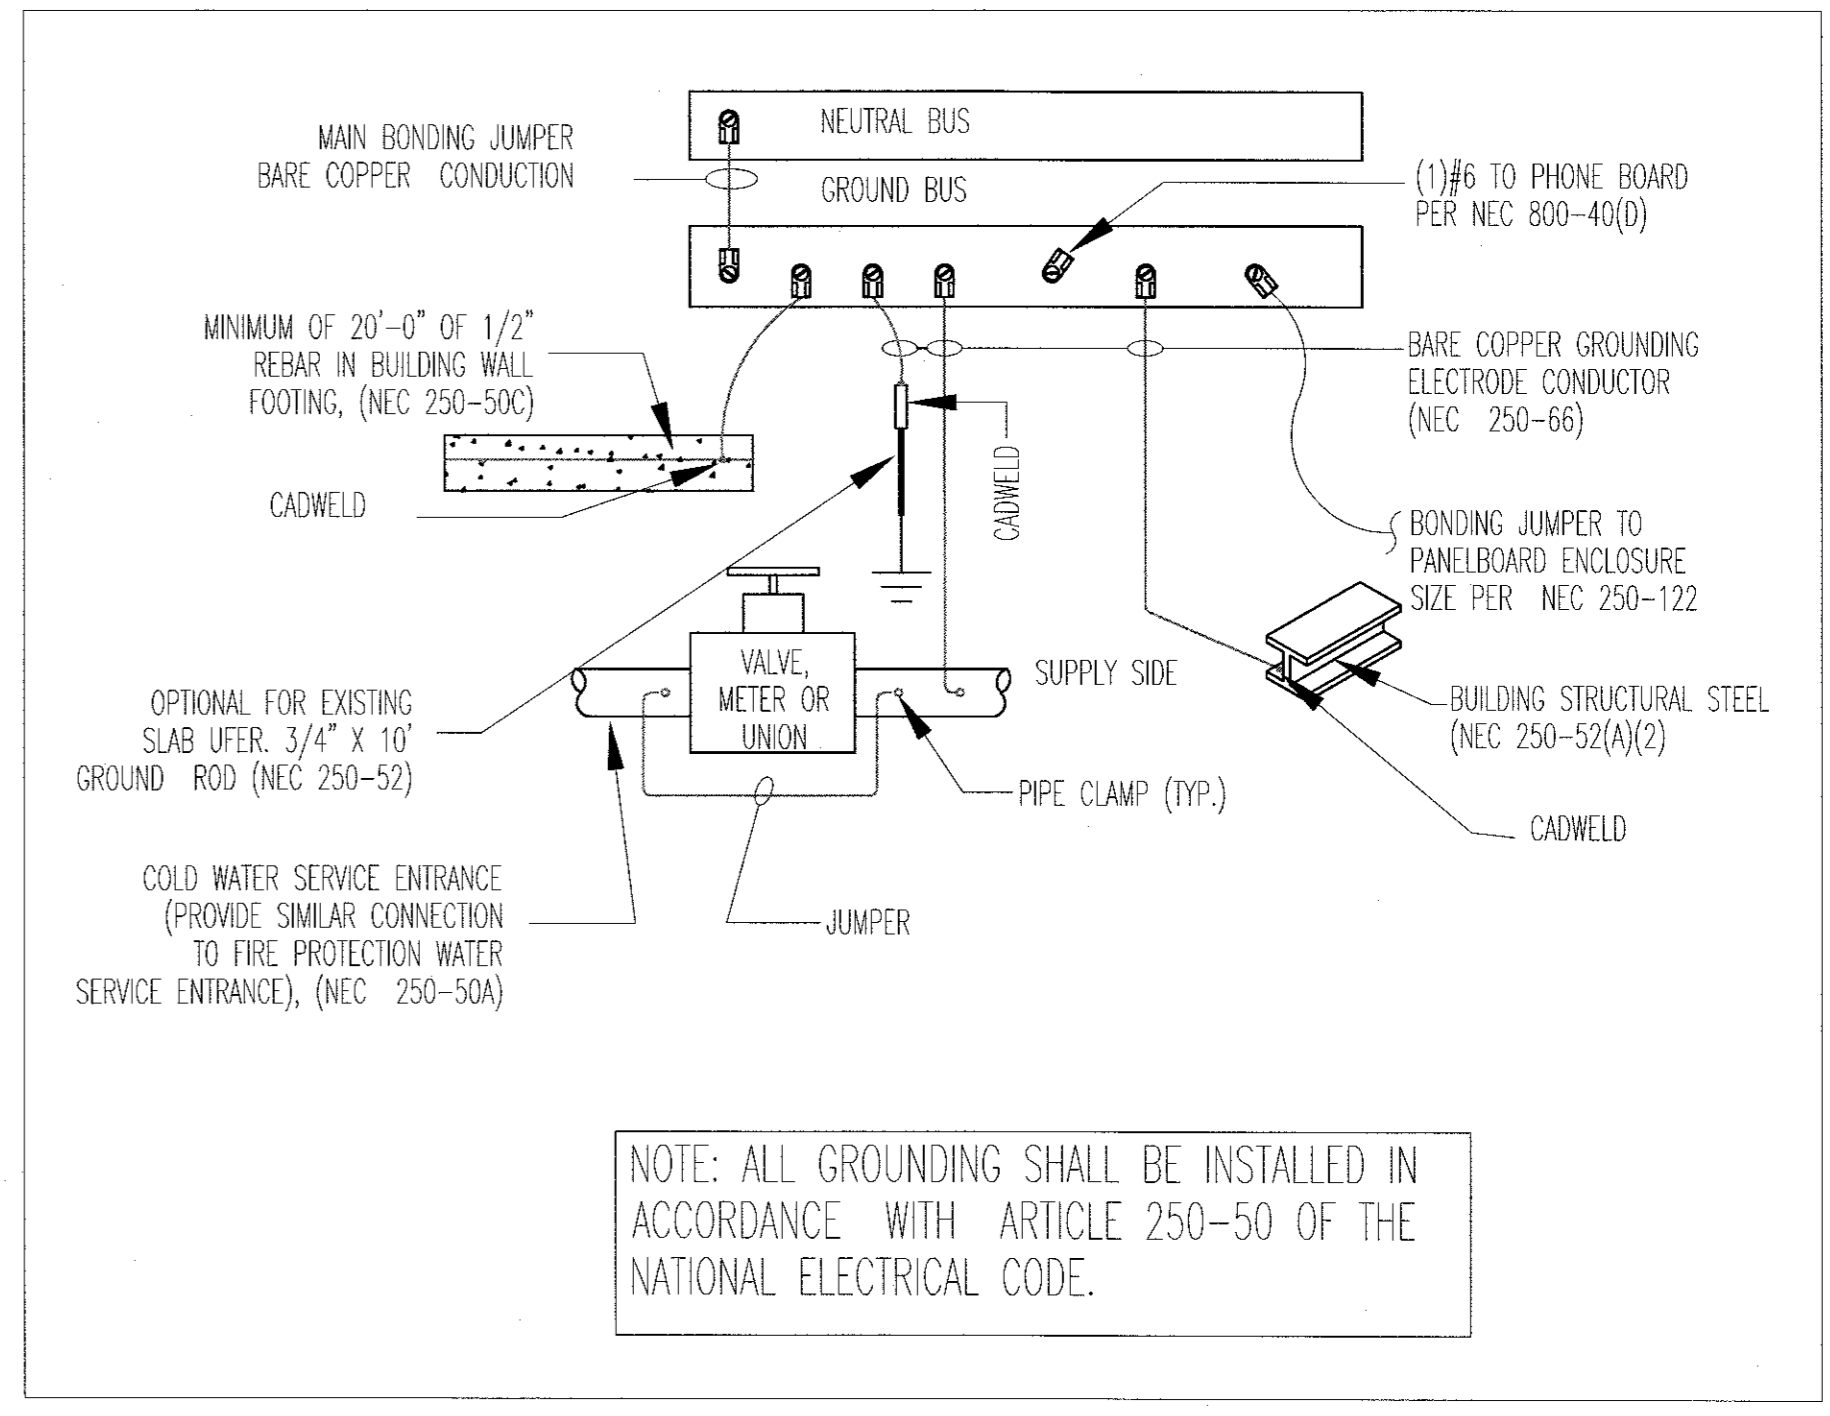 NEUTRAL BUS
MAIN BONDING JUMPER
BARE COPPER CONDUCTION
GROUND BUS
(1)#6 TO PHONE BOARD
PER NEC 800-40(D)
MINIMUM OF 20'-0" OF 1/2"
REBAR IN BUILDING WALL
FOOTING, (NEC 250-50C)
BARE COPPER GROUNDING
ELECTRODE CONDUCTOR
(NEC 250-66)
CADWELD
CADWELD
BONDING JUMPER TO
PANELBOARD ENCLOSURE
SIZE PER NEC 250-122
VALVE,
METER OR
UNION
SUPPLY SIDE
OPTIONAL FOR EXISTING
SLAB UFER. 3/4" X 10'
GROUND ROD (NEC 250-52)
BUILDING STRUCTURAL STEEL
(NEC 250-52(A)(2)
PIPE CLAMP (TYP.)
CADWELD
COLD WATER SERVICE ENTRANCE
(PROVIDE SIMILAR CONNECTION
TO FIRE PROTECTION WATER
SERVICE ENTRANCE), (NEC 250-50A)
JUMPER
NOTE: ALL GROUNDING SHALL BE INSTALLED IN
ACCORDANCE WITH ARTICLE 250-50 OF THE
NATIONAL ELECTRICAL CODE.